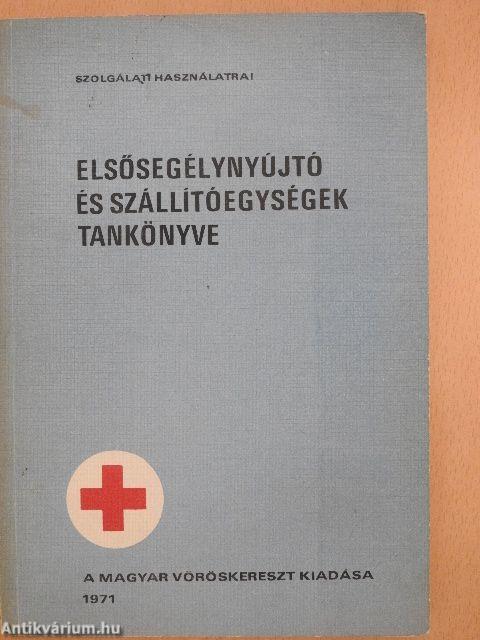 SZOLGÁLATI HASZNÁLATRA!
ELSŐSEGÉLYNYÚJTÓ
ÉS SZÁLLÍTÓEGYSÉGEK
TANKÖNYVE
A MAGYAR VÖRÖSKERESZT KIADÁSA
1971
Antikvárium.hu